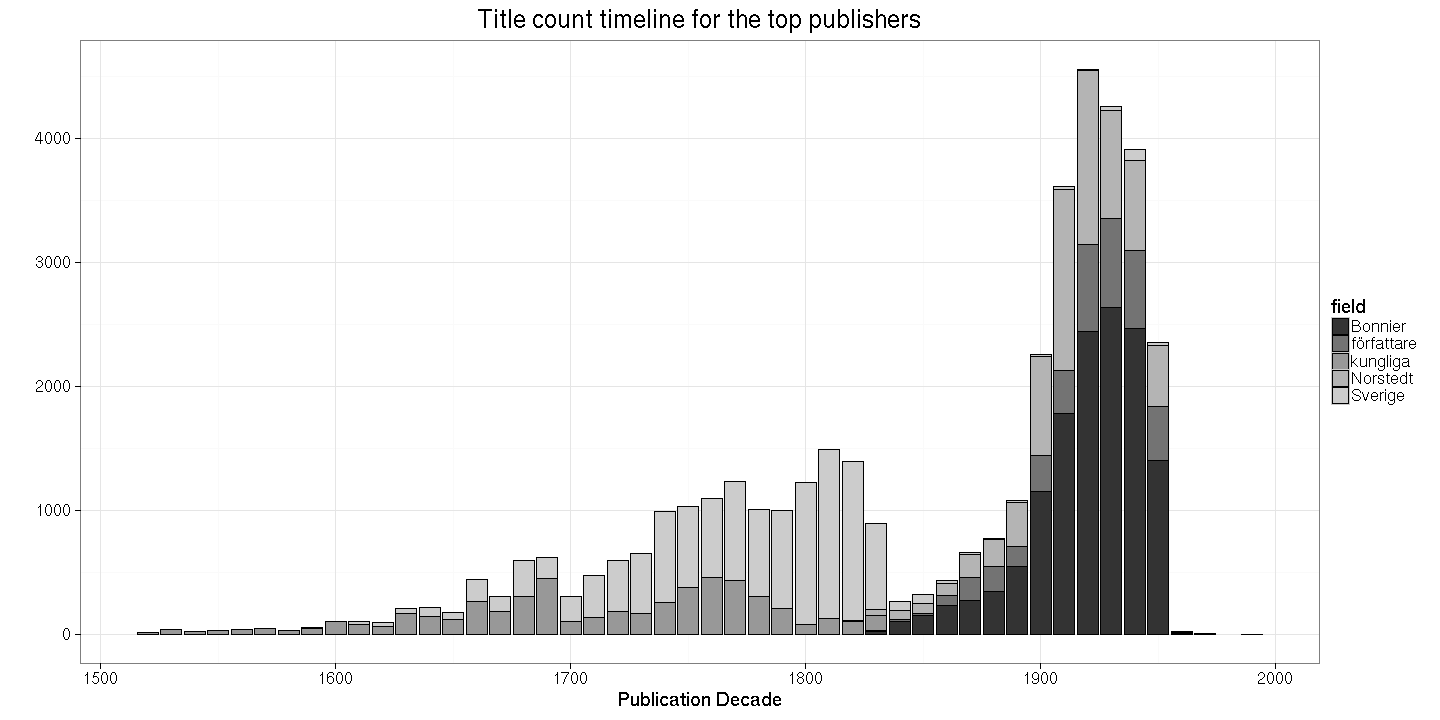 Title count timeline for the top publishers
4000
3000
2000
1000
0
1500 1600 1700 1800 1900 2000
Publication Decade
field
Bonnier
författare
kungliga
Norstedt
Sverige